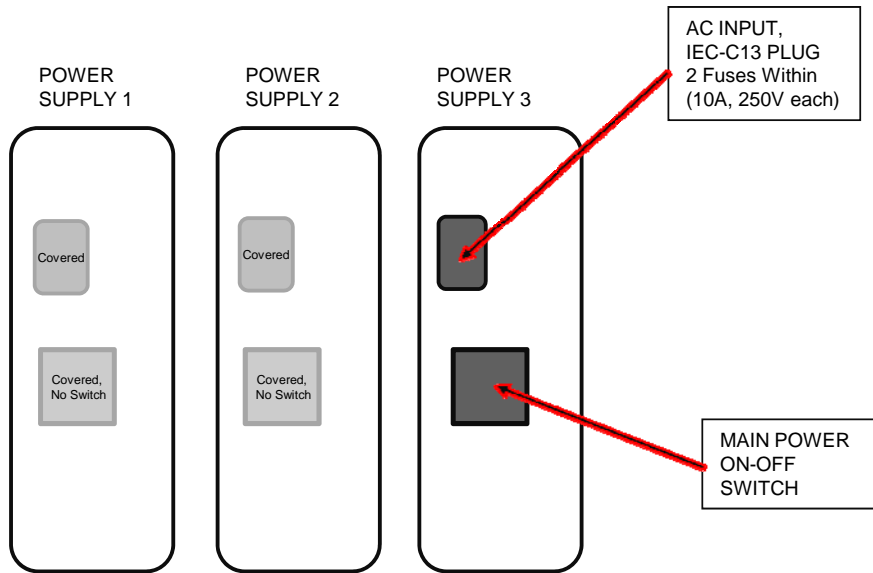 AC INPUT,
IEC-C13 PLUG
2 Fuses Within
(10A, 250V each)
POWER
SUPPLY 1
POWER
SUPPLY 2
POWER
SUPPLY 3
Covered
Covered
Covered,
No Switch
Covered,
No Switch
MAIN POWER
ON-OFF
SWITCH